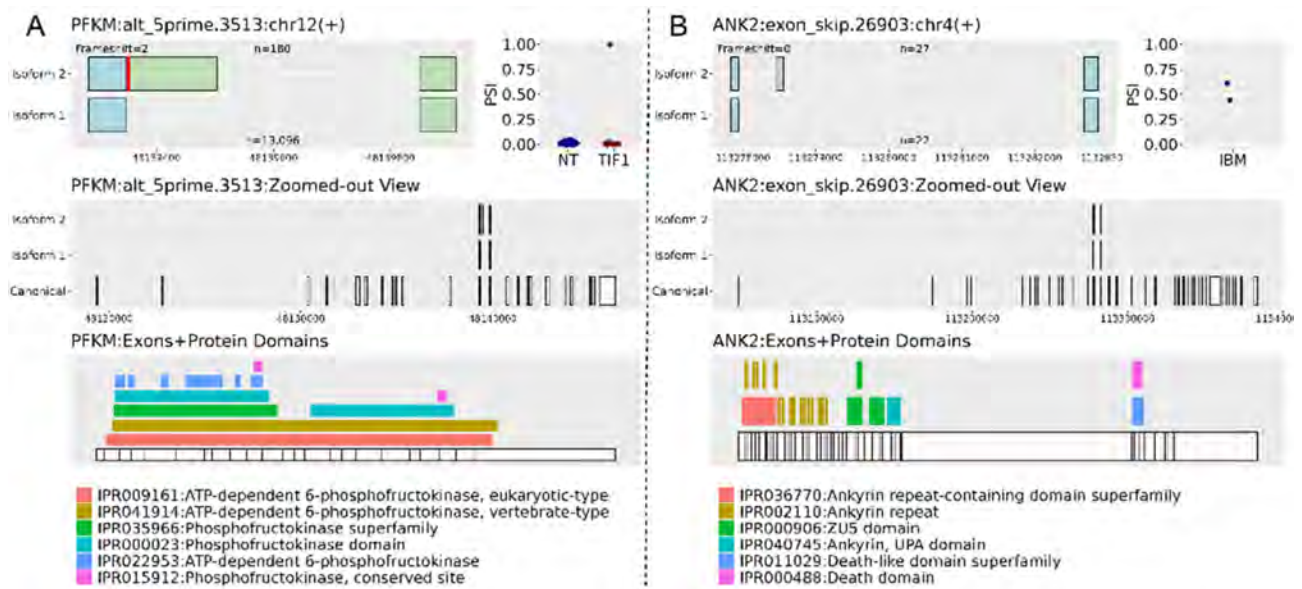 A
PFKM:alt_5prime.3513:chr12(+)
Frameshift=2
n=180
Isoform 2
Isoform 1
n=13,096
PSI
1.00
0.75
0.50
0.25
0.00
NT
TIF1
PFKM:alt_5prime.3513:Zoomed-out View
Isoform 2
Isoform 1
Canonical
48120000
48130000
48140000
PFKM:Exons+Protein Domains
IPR009161:ATP-dependent 6-phosphofructokinase, eukaryotic-type
IPR041914:ATP-dependent 6-phosphofructokinase, vertebrate-type
IPR035966:Phosphofructokinase superfamily
IPR000023:Phosphofructokinase domain
IPR022953:ATP-dependent 6-phosphofructokinase
IPR015912:Phosphofructokinase, conserved site
B
ANK2:exon_skip.26903:chr4(+)
Frameshift=0
n=27
Isoform 2
Isoform 1
n=22
PSI
1.00
0.75
0.50
0.25
0.00
IBM
ANK2:exon_skip.26903:Zoomed-out View
Isoform 2
Isoform 1
Canonical
ANK2:Exons+Protein Domains
IPR036770:Ankyrin repeat-containing domain superfamily
IPR002110:Ankyrin repeat
IPR000906:ZU5 domain
IPR040745:Ankyrin, UPA domain
IPR011029:Death-like domain superfamily
IPR000488:Death domain